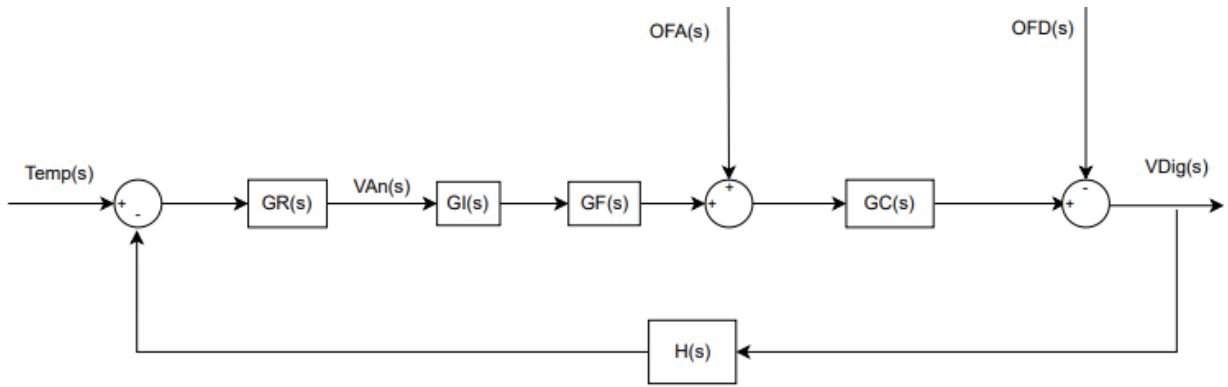 OFA(s)
OFD(s)
Temp(s)
VAn(s)
VDig(s)
+
-
GR(s)
GI(s)
GF(s)
+
+
GC(s)
-
+
H(s)